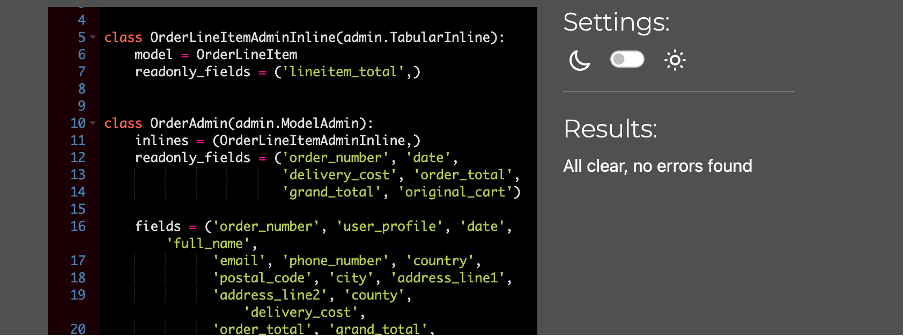 4
5 class OrderLineItemAdminInline(admin.TabularInline):
6 model = OrderLineItem
7 readonly_fields = ('lineitem_total',)
8
9
10 class OrderAdmin(admin.ModelAdmin):
11 inlines = (OrderLineItemAdminInline,)
12 readonly_fields = ('order_number', 'date',
13 'delivery_cost', 'order_total',
14 'grand_total', 'original_cart')
15
16 fields = ('order_number', 'user_profile', 'date',
'full_name',
17 'email', 'phone_number', 'country',
18 'postal_code', 'city', 'address_line1',
19 'address_line2', 'county',
'delivery_cost',
20 'order_total', 'grand_total',
Settings:
Results:
All clear, no errors found